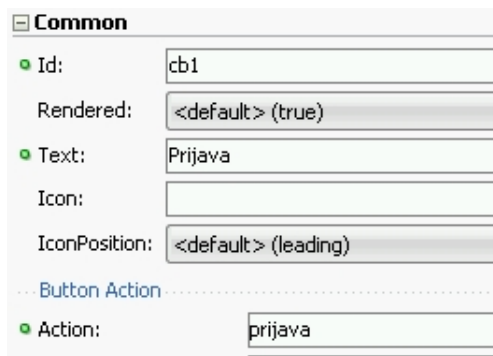 Common
Id: cb1
Rendered: <default> (true)
Text: Prijava
Icon:
IconPosition: <default> (leading)
Button Action
Action: prijava